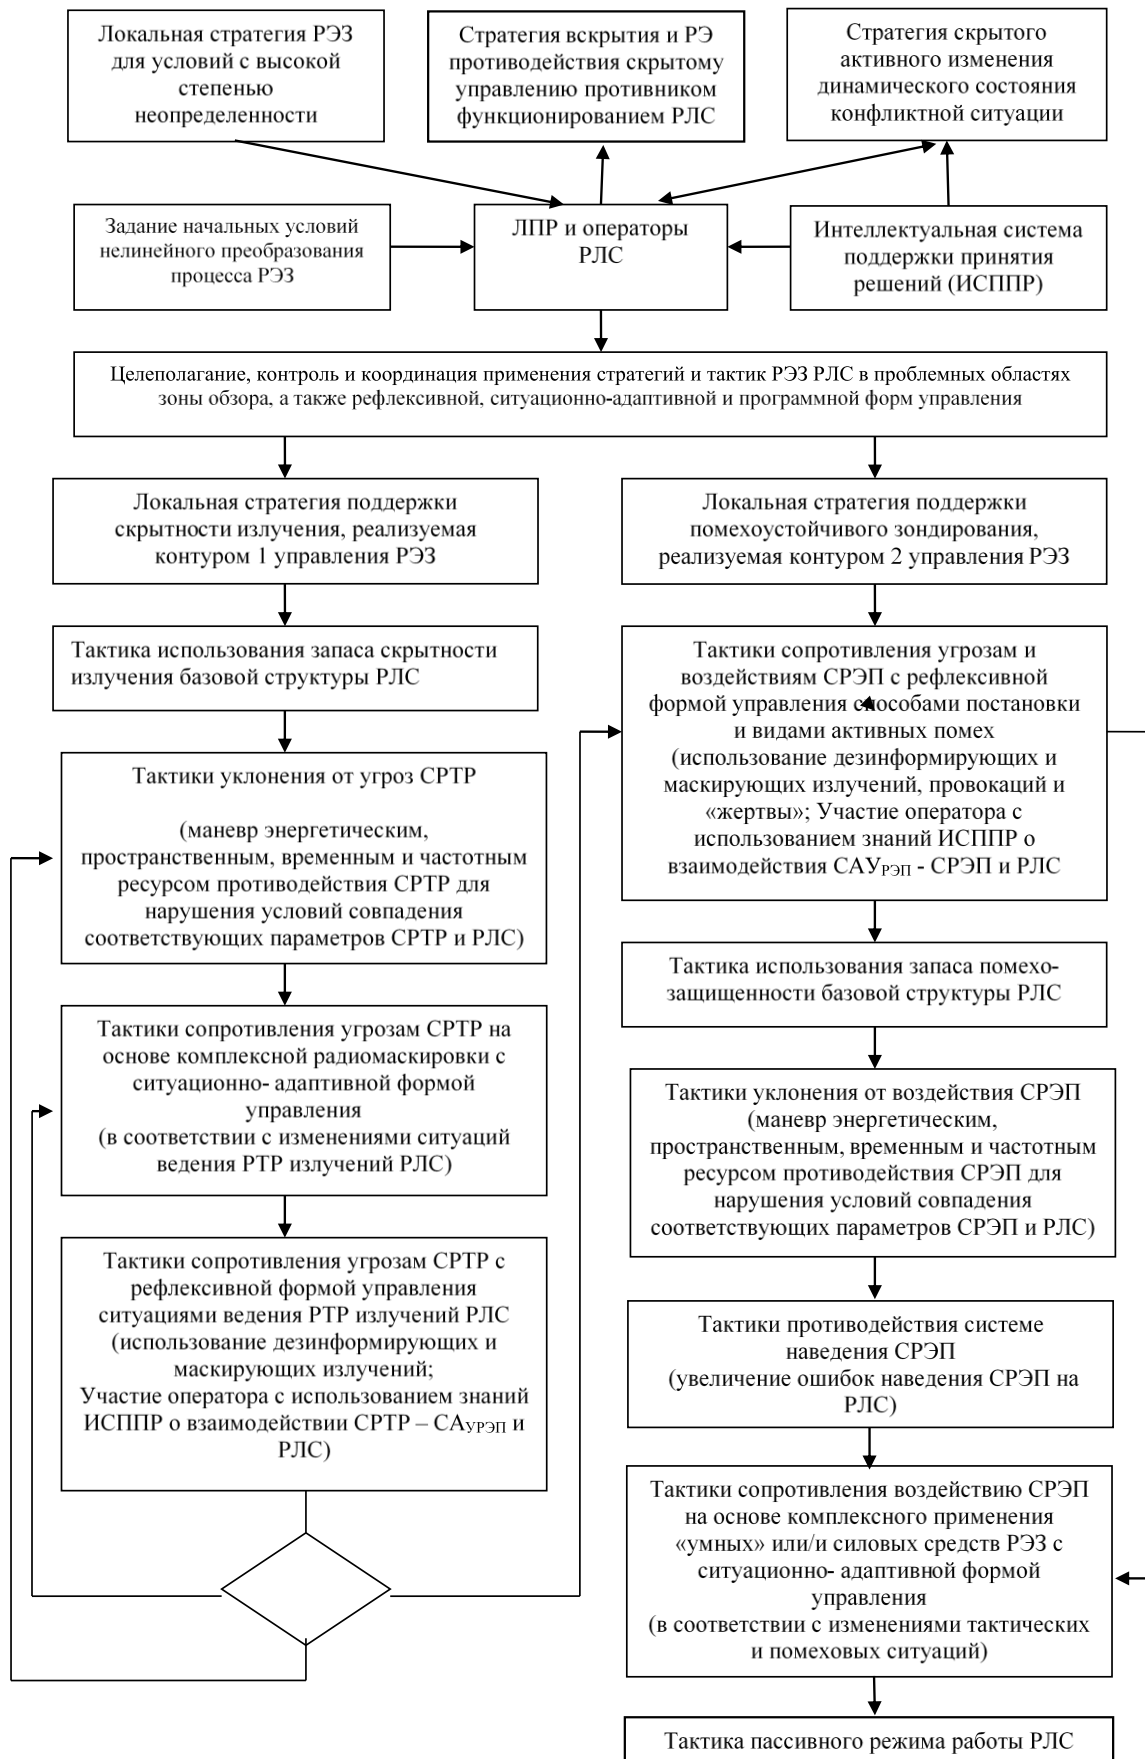 Локальная стратегия РЭЗ
для условий с высокой
степенью
неопределенности
Стратегия вскрытия и РЭ
противодействия скрытому
управлению противником
функционированием РЛС
Стратегия скрытого
активного изменения
динамического состояния
конфликтной ситуации
Задание начальных условий
нелинейного преобразования
процесса РЭЗ
ЛПР и операторы
РЛС
Интеллектуальная система
поддержки принятия
решений (ИСППР)
Целеполагание, контроль и координация применения стратегий и тактик РЭЗ РЛС в проблемных областях
зоны обзора, а также рефлексивной, ситуационно-адаптивной и программной форм управления
Локальная стратегия поддержки
скрытности излучения, реализуемая
контуром 1 управления РЭЗ
Тактика использования запаса скрытности
излучения базовой структуры РЛС
Тактики уклонения от угроз СРТР
(маневр энергетическим,
пространственным, временным и частотным
ресурсом противодействия СРТР для
нарушения условий совпадения
соответствующих параметров СРТР и РЛС)
Тактики сопротивления угрозам СРТР на
основе комплексной радиомаскировки с
ситуационно- адаптивной формой
управления
(в соответствии с изменениями ситуаций
ведения РТР излучений РЛС)
Тактики сопротивления угрозам СРТР с
рефлексивной формой управления
ситуациями ведения РТР излучений РЛС
(использование дезинформирующих и
маскирующих излучений;
Участие оператора с использованием знаний
ИСППР о взаимодействии СРТР – САУРЭП и
РЛС)
Локальная стратегия поддержки
помехоустойчивого зондирования,
реализуемая контуром 2 управления РЭЗ
Тактики сопротивления угрозам и
воздействиям СРЭП с рефлексивной
формой управления способами постановки
и видами активных помех
(использование дезинформирующих и
маскирующих излучений, провокаций и
«жертвы»; Участие оператора с
использованием знаний ИСППР о
взаимодействия САУРЭП - СРЭП и РЛС
Тактика использования запаса помехо-
защищенности базовой структуры РЛС
Тактики уклонения от воздействия СРЭП
(маневр энергетическим,
пространственным, временным и частотным
ресурсом противодействия СРЭП для
нарушения условий совпадения
соответствующих параметров СРЭП и РЛС)
Тактики противодействия системе
наведения СРЭП
(увеличение ошибок наведения СРЭП на
РЛС)
Тактики сопротивления воздействию СРЭП
на основе комплексного применения
«умных» или/и силовых средств РЭЗ с
ситуационно- адаптивной формой
управления
(в соответствии с изменениями тактических
и помеховых ситуаций)
Тактика пассивного режима работы РЛС